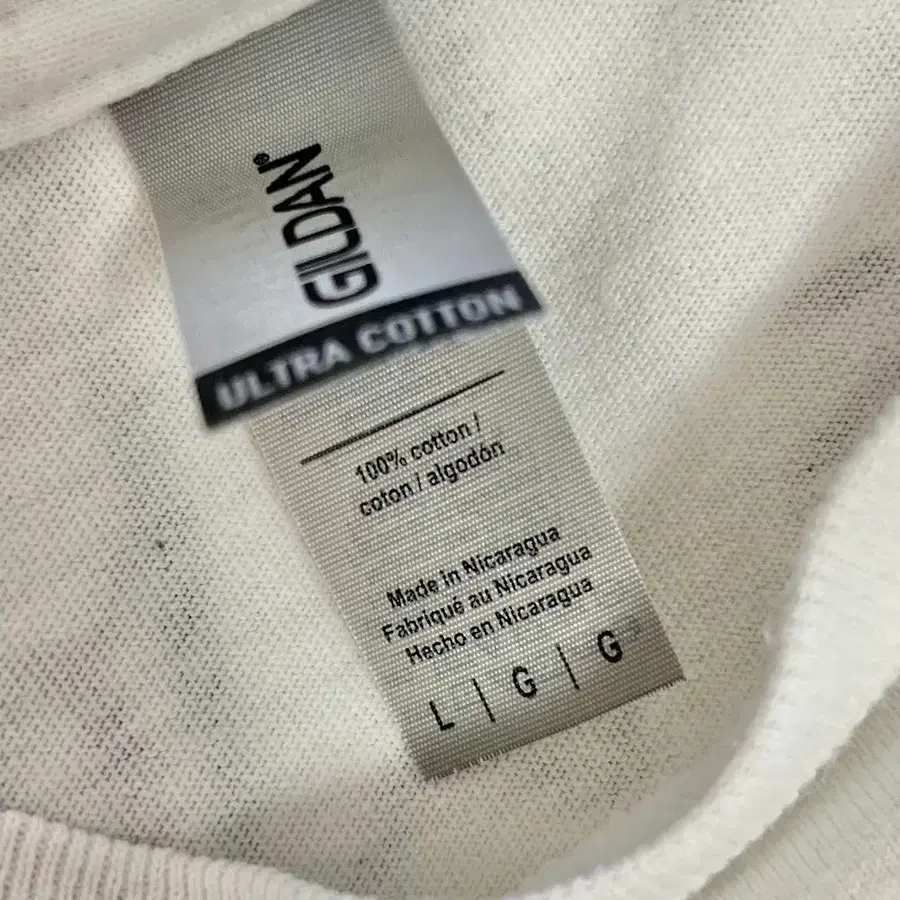 GILDAN®
ULTRA COTTON
100% cotton /
coton / algodón
Made in Nicaragua
Fabriqué au Nicaragua
Hecho en Nicaragua
L | G | G